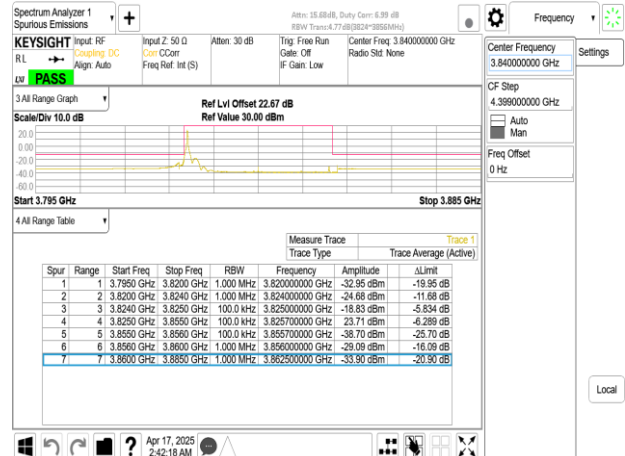 Spectrum Analyzer 1
Spurious Emissions
Attn: 15.68dB, Duty Corr: 6.99 dB
RBW Trans:4.77dB(3824~3856MHz)
Frequency
KEYSIGHT
RL
LXI
PASS
Input: RF
Coupling: DC
Align: Auto
Input Z: 50 Ω
Corr CCorr
Freq Ref: Int (S)
Atten: 30 dB
Trig: Free Run
Gate: Off
IF Gain: Low
Center Freq: 3.840000000 GHz
Radio Std: None
Center Frequency
3.840000000 GHz
Settings
CF Step
4.399000000 GHz
Auto
Man
Freq Offset
0 Hz
3 All Range Graph
Scale/Div 10.0 dB
Ref Lvl Offset 22.67 dB
Ref Value 30.00 dBm
20.0
0.00
-20.0
-40.0
-60.0
Start 3.795 GHz
Stop 3.885 GHz
4 All Range Table
Measure Trace Trace 1
Trace Type Trace Average (Active)
Spur Range Start Freq Stop Freq RBW Frequency Amplitude ΔLimit
1 1 3.7950 GHz 3.8200 GHz 1.000 MHz 3.820000000 GHz -32.95 dBm -19.95 dB
2 2 3.8200 GHz 3.8240 GHz 1.000 MHz 3.824000000 GHz -24.68 dBm -11.68 dB
3 3 3.8240 GHz 3.8250 GHz 100.0 kHz 3.825000000 GHz -18.83 dBm -5.834 dB
4 4 3.8250 GHz 3.8550 GHz 100.0 kHz 3.825700000 GHz 23.71 dBm -6.289 dB
5 5 3.8550 GHz 3.8560 GHz 100.0 kHz 3.855700000 GHz -38.70 dBm -25.70 dB
6 6 3.8560 GHz 3.8600 GHz 1.000 MHz 3.856000000 GHz -29.09 dBm -16.09 dB
7 7 3.8600 GHz 3.8850 GHz 1.000 MHz 3.862500000 GHz -33.90 dBm -20.90 dB
Local
Apr 17, 2025
2:42:18 AM